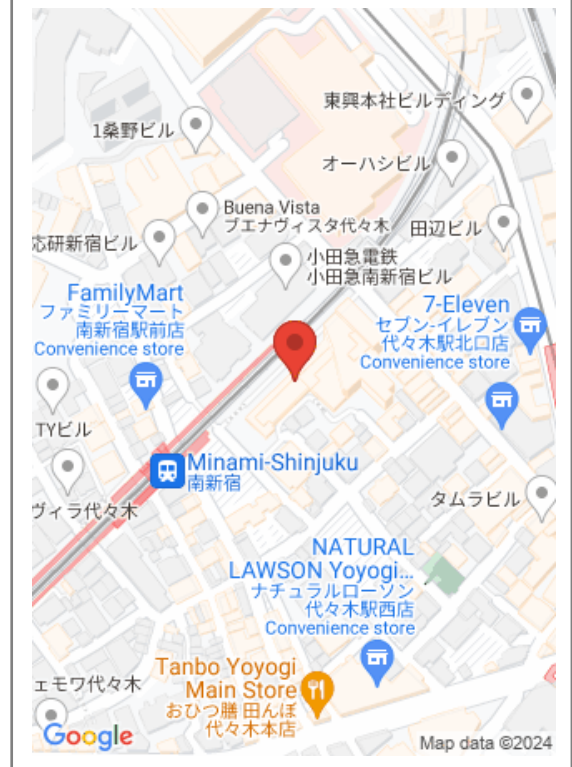 東興本社ビルディング
1桑野ビル
オーハシビル
Buena Vista
ブエナヴィスタ代々木
田辺ビル
応研新宿ビル
小田急電鉄
小田急南新宿ビル
FamilyMart
ファミリーマート
南新宿駅前店
Convenience store
7-Eleven
セブン-イレブン
代々木駅北口店
Convenience store
TYビル
Minami-Shinjuku
南新宿
ヴィラ代々木
タムラビル
NATURAL
LAWSON Yoyogi...
ナチュラルローソン
代々木駅西店
Convenience store
Tanbo Yoyogi
Main Store
おひつ膳 田んぼ
代々木本店
ェモワ代々木
Google
Map data ©2024